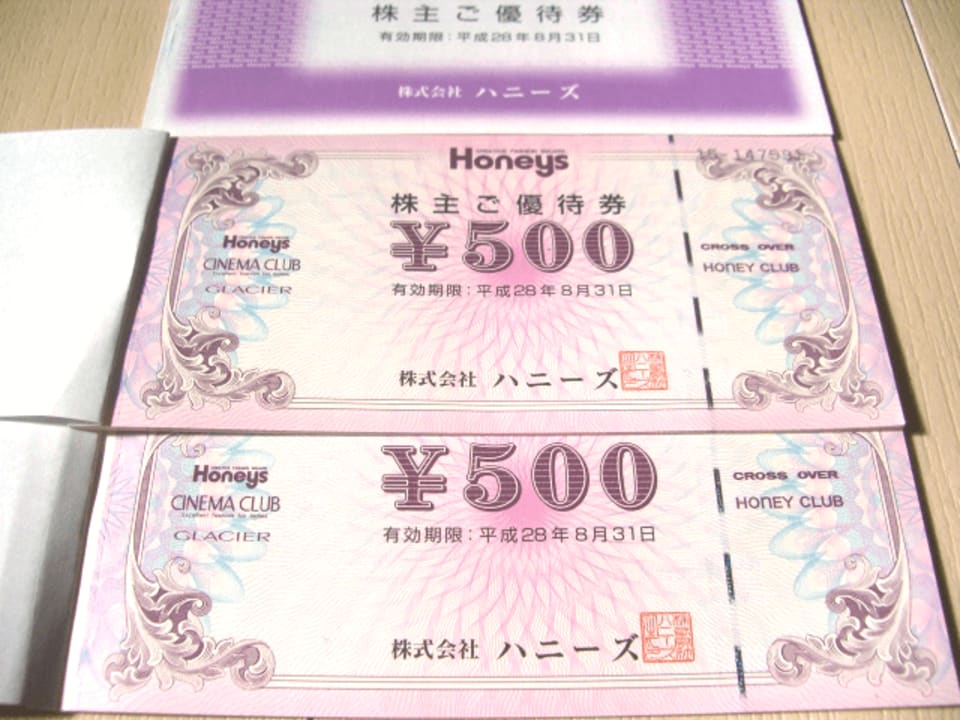 株主ご優待券
有効期限:平成28年8月31日
株式会社 ハニーズ
Honeys
株主ご優待券
¥500
有効期限:平成28年8月31日
Honeys
CINEMA CLUB
GLACIER
CROSS OVER
HONEY CLUB
株式会社 ハニーズ
¥500
有効期限:平成28年8月31日
Honeys
CINEMA CLUB
GLACIER
CROSS OVER
HONEY CLUB
株式会社 ハニーズ